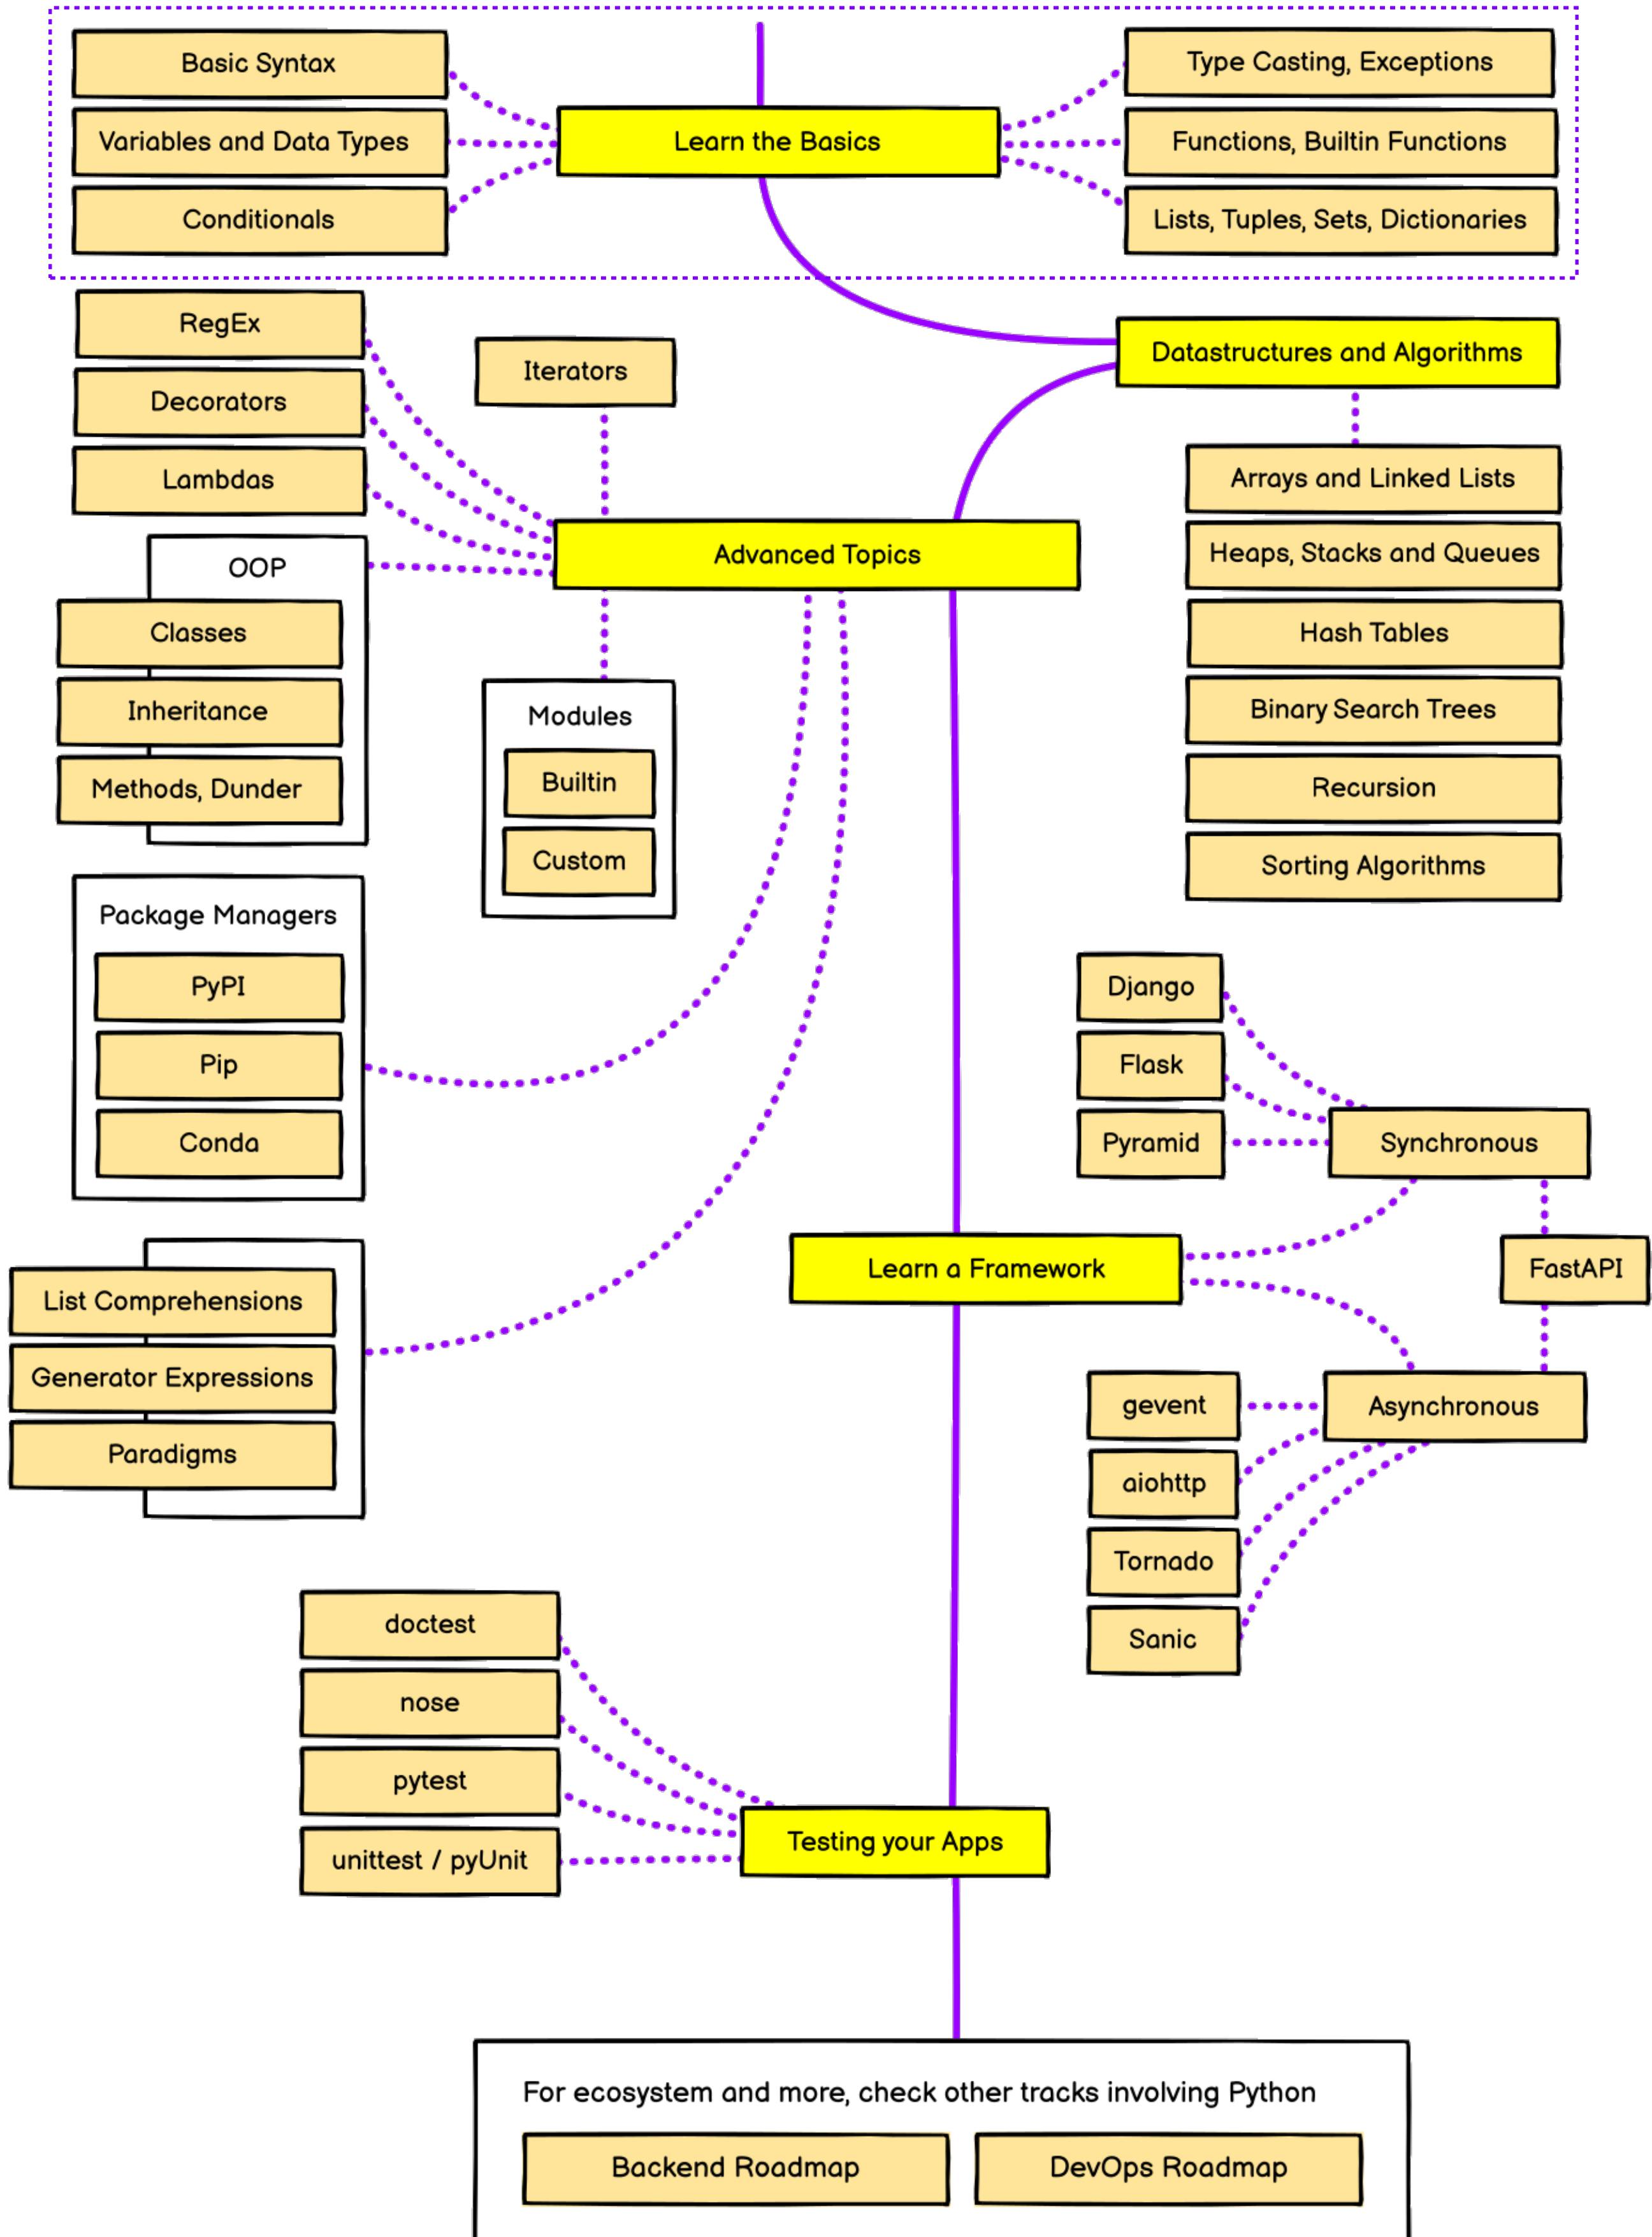 Basic Syntax
Variables and Data Types
Conditionals
Learn the Basics
Type Casting, Exceptions
Functions, Builtin Functions
Lists, Tuples, Sets, Dictionaries
Datastructures and Algorithms
Arrays and Linked Lists
Heaps, Stacks and Queues
Hash Tables
Binary Search Trees
Recursion
Sorting Algorithms
RegEx
Decorators
Lambdas
Iterators
Advanced Topics
OOP
Classes
Inheritance
Methods, Dunder
Modules
Builtin
Custom
Package Managers
PyPI
Pip
Conda
List Comprehensions
Generator Expressions
Paradigms
Django
Flask
Pyramid
Synchronous
Learn a Framework
FastAPI
Asynchronous
gevent
aiohttp
Tornado
Sanic
doctest
nose
pytest
unittest / pyUnit
Testing your Apps
For ecosystem and more, check other tracks involving Python
Backend Roadmap
DevOps Roadmap